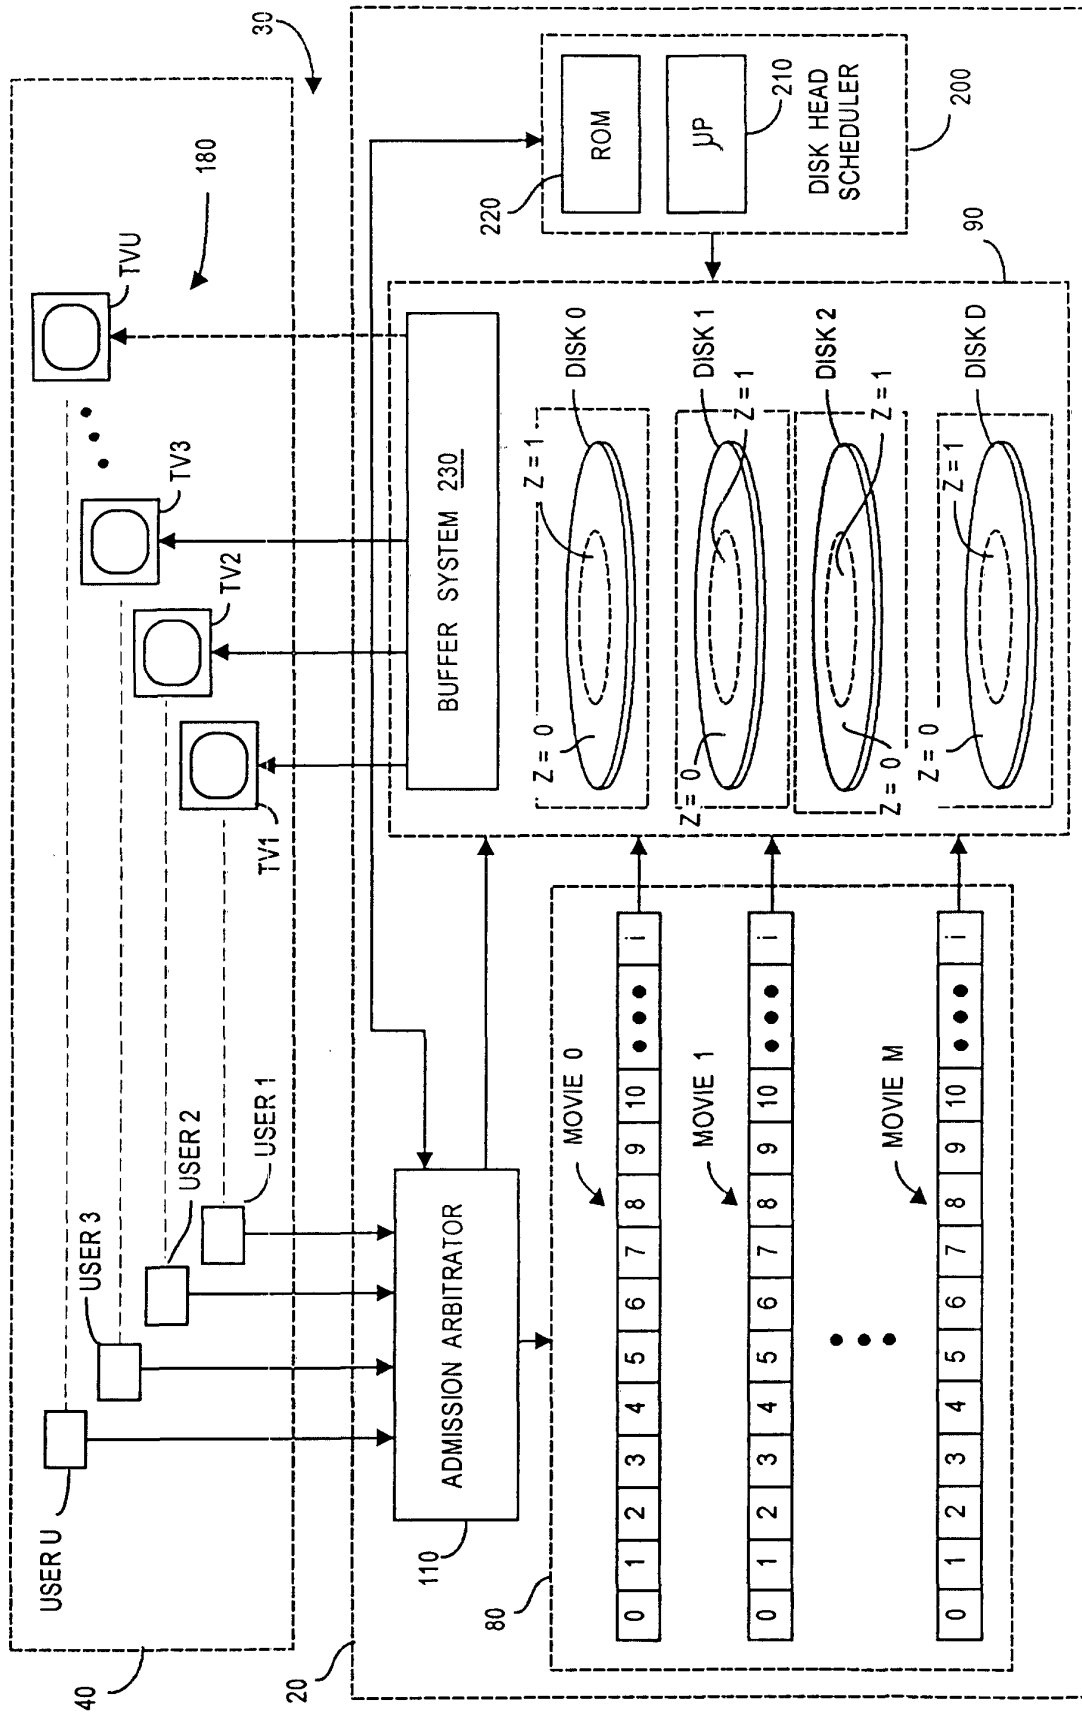 40
USER U
USER 3
USER 2
USER 1
TV1
TV2
TV3
TVU
180
30
20
110
ADMISSION ARBITRATOR
BUFFER SYSTEM 230
220
ROM
µP
210
DISK HEAD
SCHEDULER
200
90
Z = 0
Z = 1
DISK 0
Z = 0
DISK 1
Z = 1
Z = 0
DISK 2
Z = 1
Z = 0
Z = 1
DISK D
80
MOVIE 0
0 1 2 3 4 5 6 7 8 9 10 ••• i
MOVIE 1
0 1 2 3 4 5 6 7 8 9 10 ••• i
MOVIE M
0 1 2 3 4 5 6 7 8 9 10 ••• i